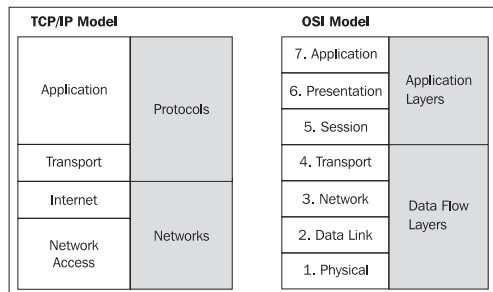 TCP/IP Model
Application
Protocols
Transport
Internet
Networks
Network
Access
OSI Model
7. Application
6. Presentation
Application
Layers
5. Session
4. Transport
3. Network
Data Flow
Layers
2. Data Link
1. Physical